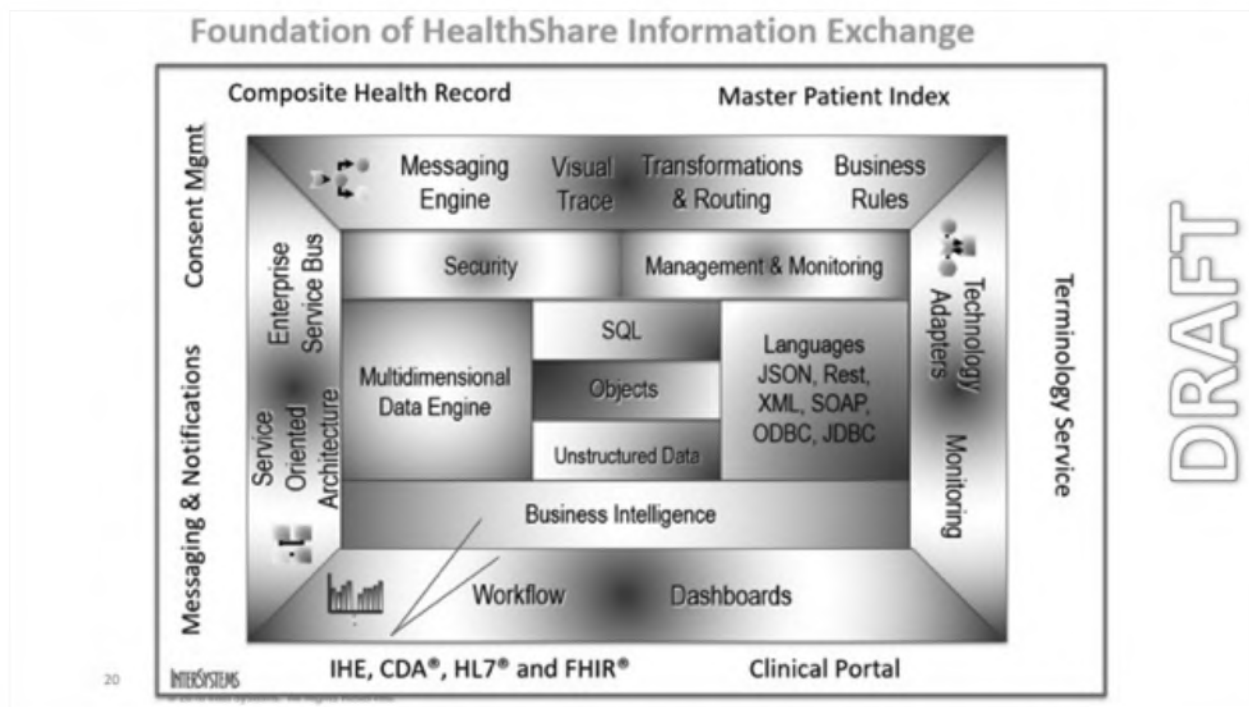 Foundation of HealthShare Information Exchange
Composite Health Record
Master Patient Index
Consent Mgmt
Messaging & Notifications
Messaging
Engine
Visual
Trace
Transformations
& Routing
Business
Rules
Enterprise
Service Bus
Service
Oriented
Architecture
Security
Management & Monitoring
Multidimensional
Data Engine
SQL
Objects
Unstructured Data
Languages
JSON, Rest,
XML, SOAP,
ODBC, JDBC
Technology
Adapters
Monitoring
Terminology Service
Business Intelligence
Workflow
Dashboards
IHE, CDA®, HL7® and FHIR®
Clinical Portal
20
INTERSYSTEMS
DRAFT